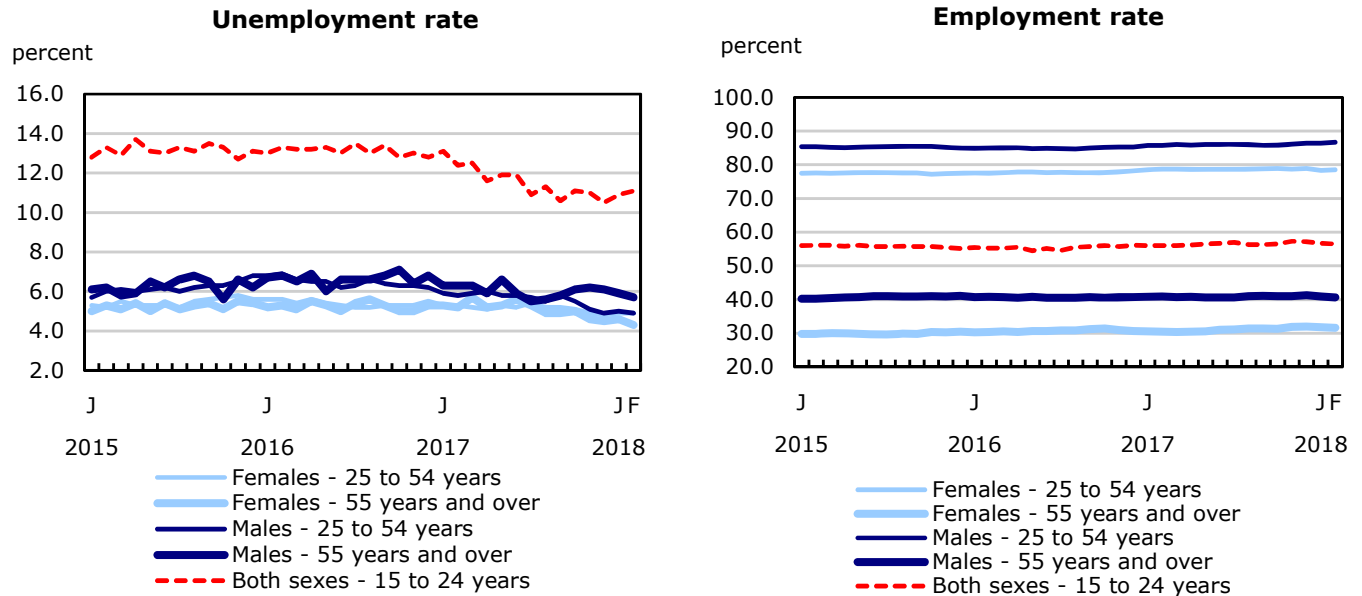 Unemployment rate
percent
16.0
14.0
12.0
10.0
8.0
6.0
4.0
2.0
J J J J F
2015 2016 2017 2018
Females - 25 to 54 years
Females - 55 years and over
Males - 25 to 54 years
Males - 55 years and over
Both sexes - 15 to 24 years
Employment rate
percent
100.0
90.0
80.0
70.0
60.0
50.0
40.0
30.0
20.0
J J J J F
2015 2016 2017 2018
Females - 25 to 54 years
Females - 55 years and over
Males - 25 to 54 years
Males - 55 years and over
Both sexes - 15 to 24 years